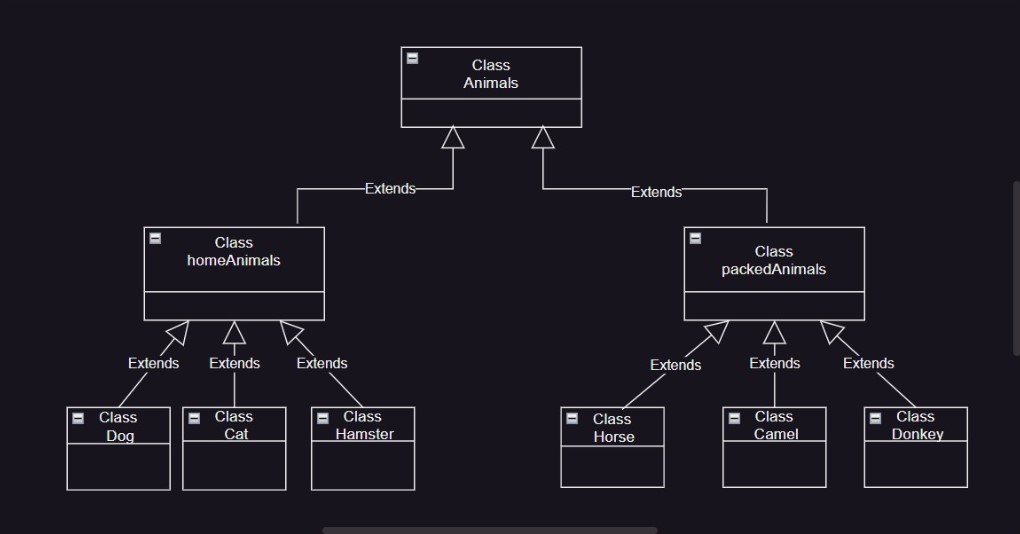 Class
Animals
Extends
Extends
Class
homeAnimals
Class
packedAnimals
Extends
Extends
Extends
Extends
Extends
Extends
Class
Dog
Class
Cat
Class
Hamster
Class
Horse
Class
Camel
Class
Donkey